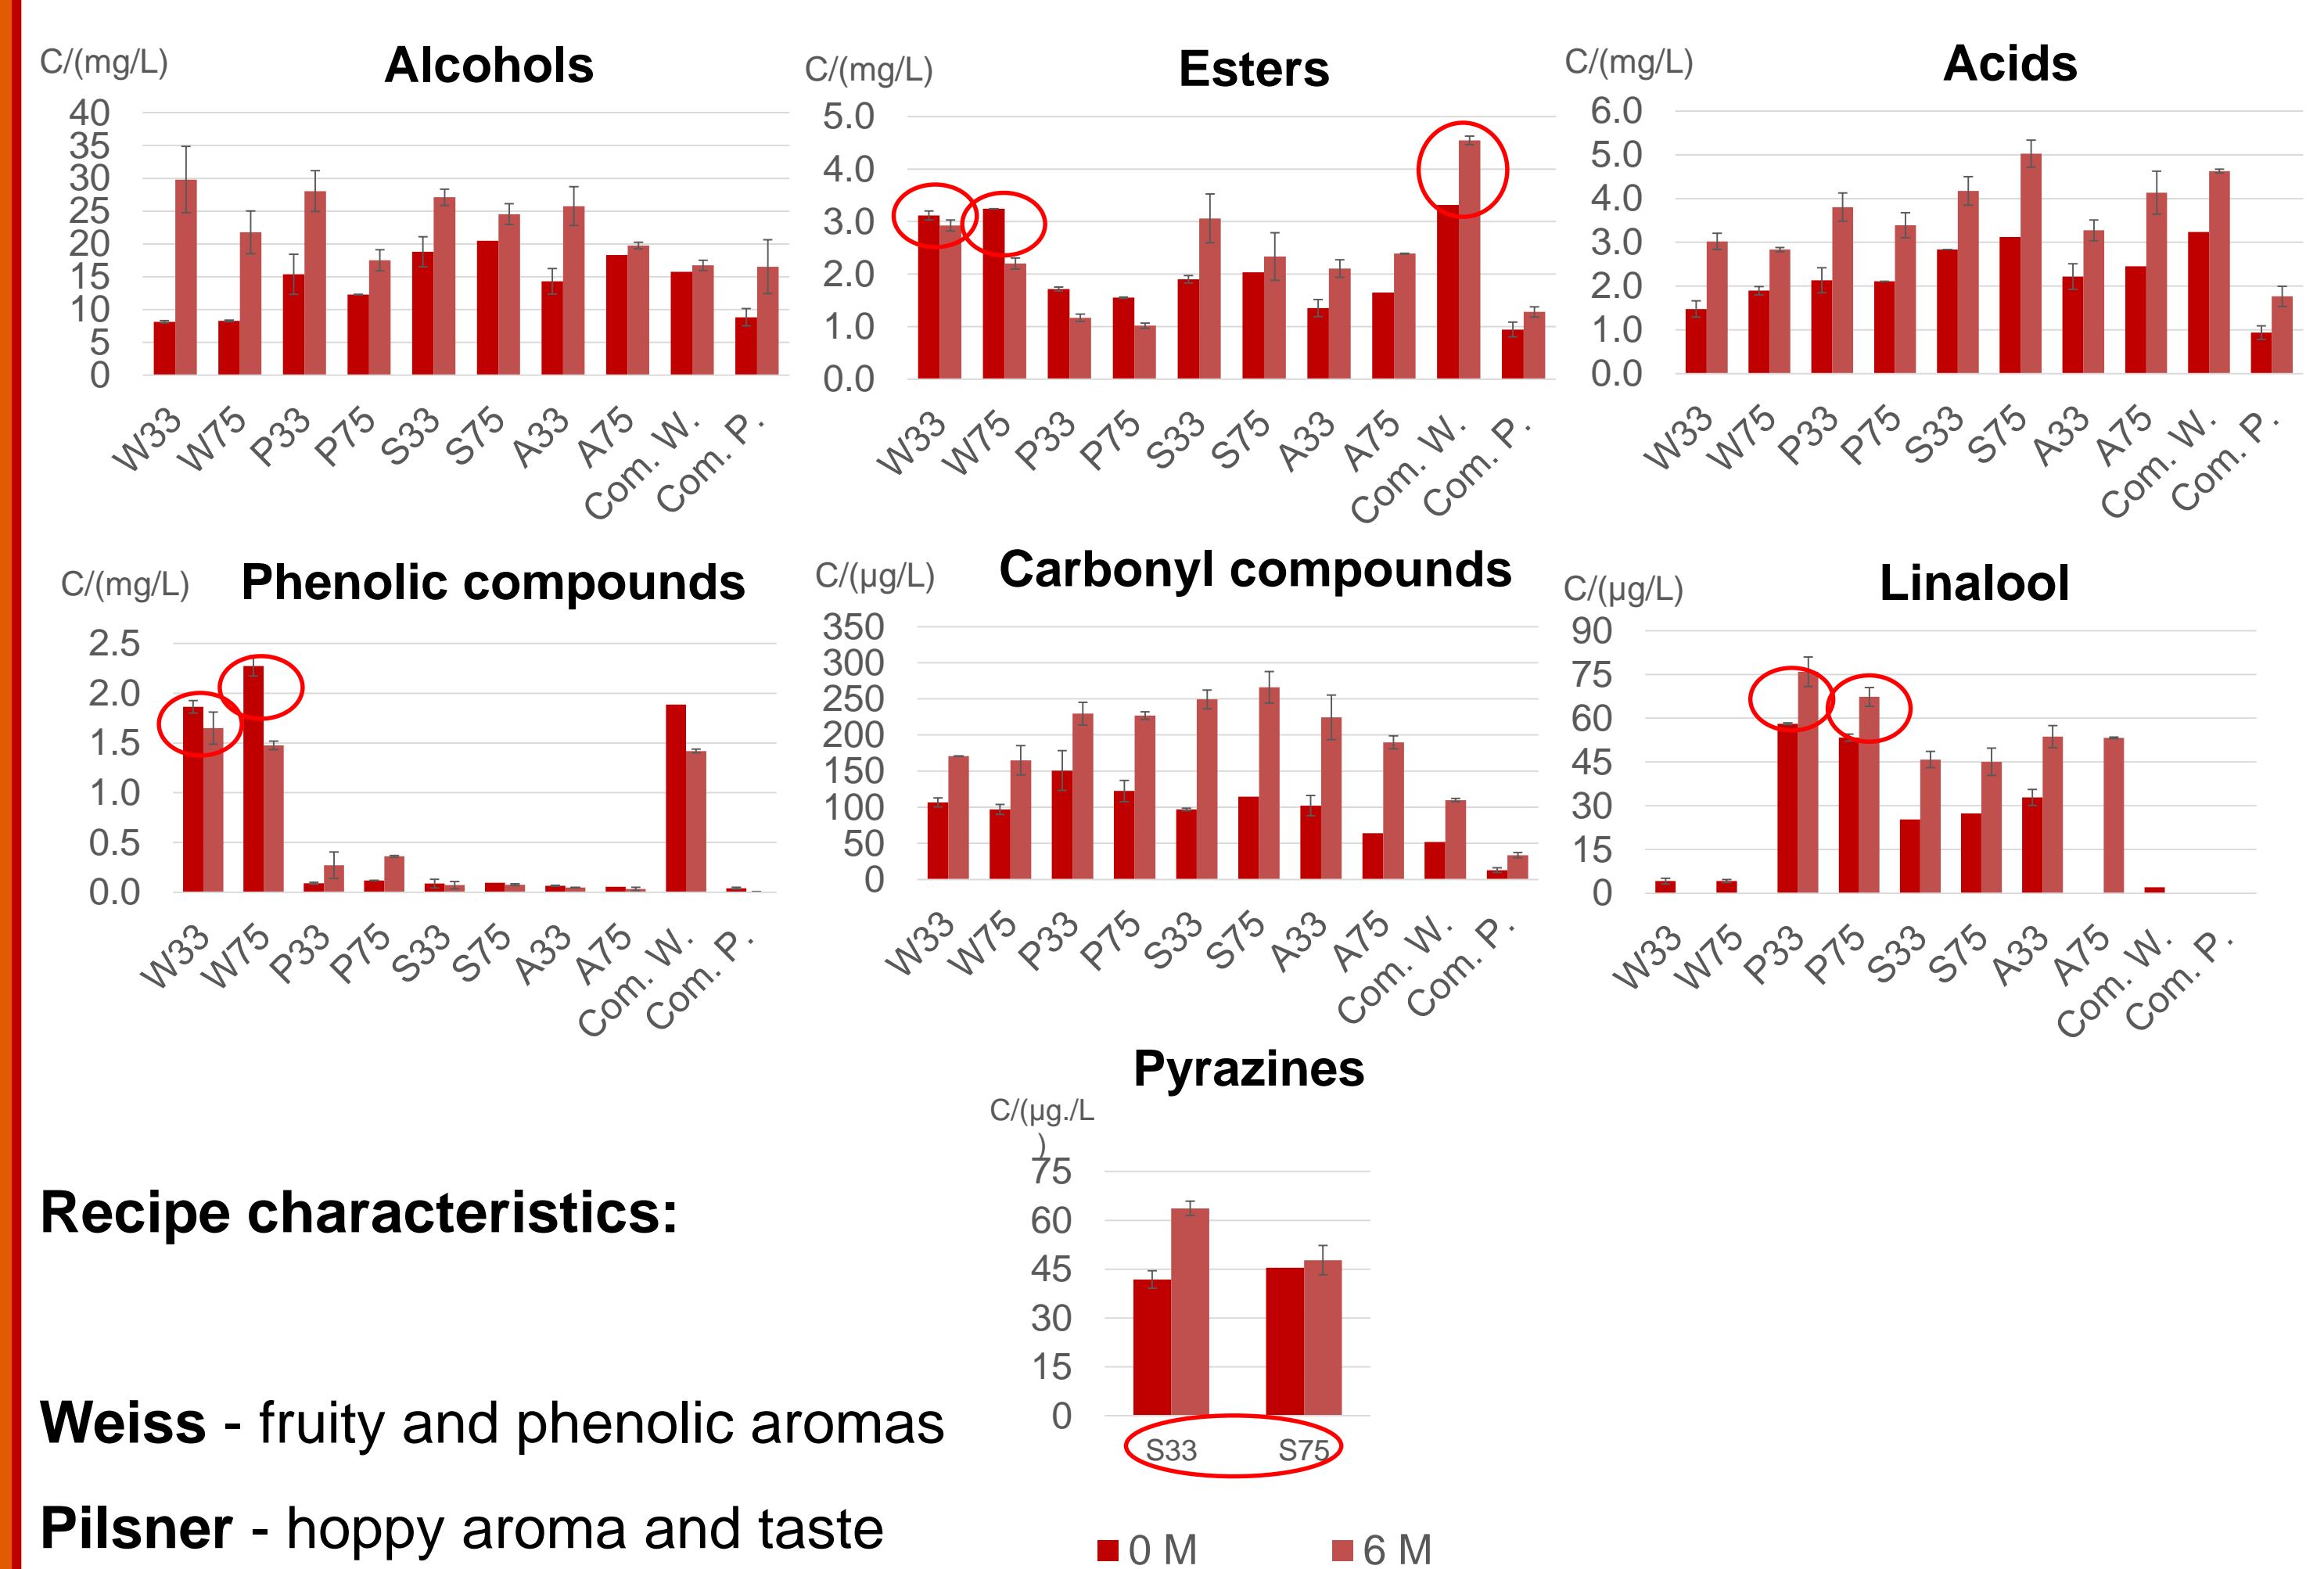 C/(mg/L)
Alcohols
40
35
30
25
20
15
10
5
0
W33
W75
P33
P75
S33
S75
A33
A75
Com. W.
Com. P.
C/(mg/L)
Esters
5.0
4.0
3.0
2.0
1.0
0.0
W33
W75
P33
P75
S33
S75
A33
A75
Com. W.
Com. P.
C/(mg/L)
Acids
6.0
5.0
4.0
3.0
2.0
1.0
0.0
W33
W75
P33
P75
S33
S75
A33
A75
Com. W.
Com. P.
C/(mg/L)
Phenolic compounds
2.5
2.0
1.5
1.0
0.5
0.0
W33
W75
P33
P75
S33
S75
A33
A75
Com. W.
Com. P.
C/(µg/L)
Carbonyl compounds
350
300
250
200
150
100
50
0
W33
W75
P33
P75
S33
S75
A33
A75
Com. W.
Com. P.
C/(µg/L)
Linalool
90
75
60
45
30
15
0
W33
W75
P33
P75
S33
S75
A33
A75
Com. W.
Com. P.
Pyrazines
C/(µg./L
)
75
60
45
30
15
0
S33
S75
0 M
6 M
Recipe characteristics:
Weiss - fruity and phenolic aromas
Pilsner - hoppy aroma and taste